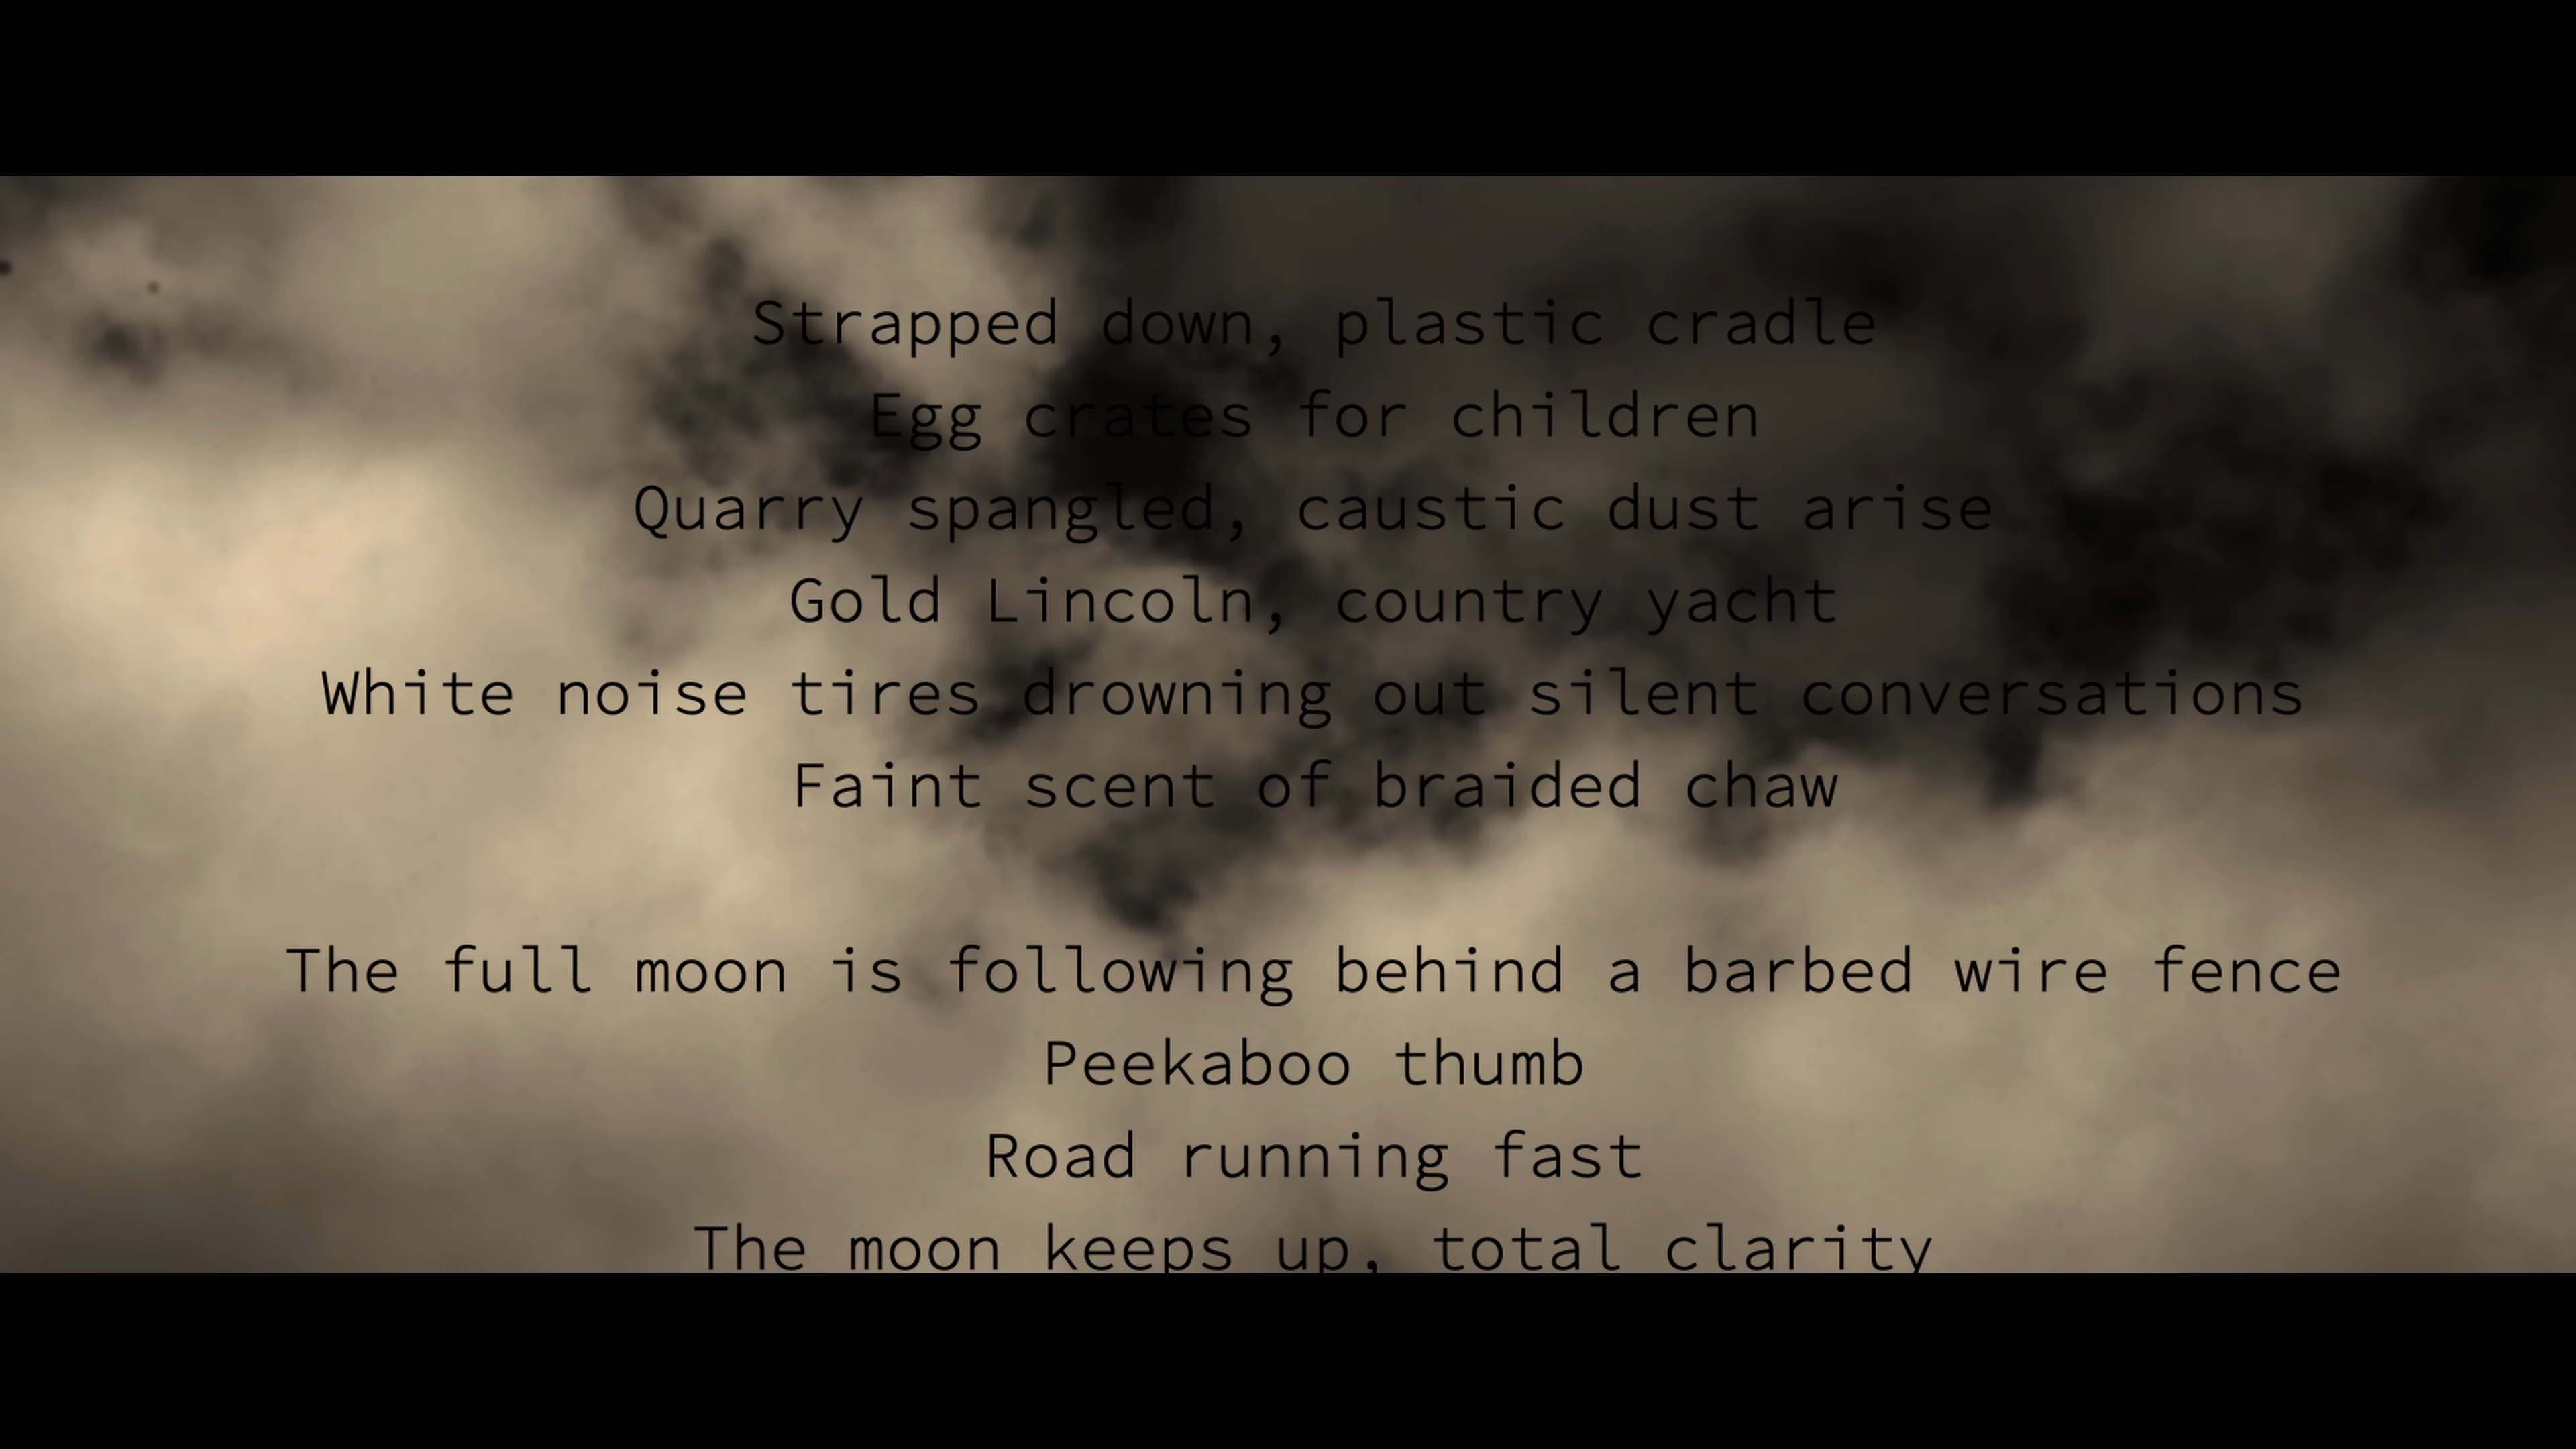 Strapped down, plastic cradle
Egg crates for children
Quarry spangled, caustic dust arise
Gold Lincoln, country yacht
White noise tires drowning out silent conversations
Faint scent of braided chaw
The full moon is following behind a barbed wire fence
Peekaboo thumb
Road running fast
The moon keeps up, total clarity